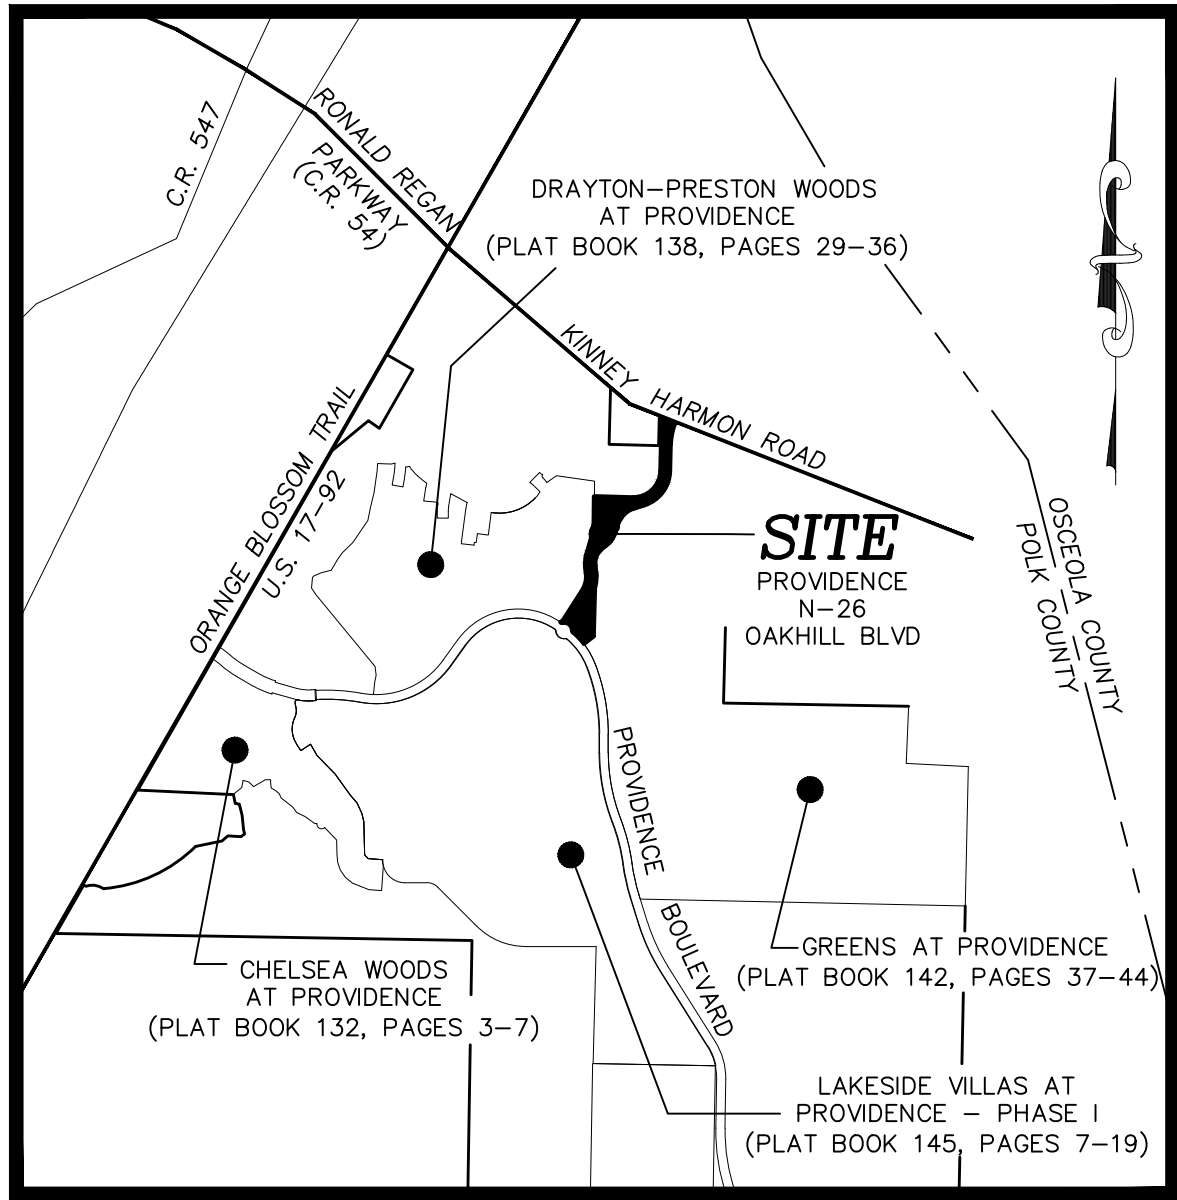 C.R. 547
RONALD REGAN
PARKWAY
(C.R. 54)
DRAYTON–PRESTON WOODS
AT PROVIDENCE
(PLAT BOOK 138, PAGES 29–36)
KINNEY HARMON ROAD
ORANGE BLOSSOM TRAIL
U.S. 17–92
SITE
PROVIDENCE
N–26
OAKHILL BLVD
OSCEOLA COUNTY
POLK COUNTY
PROVIDENCE BOULEVARD
GREENS AT PROVIDENCE
(PLAT BOOK 142, PAGES 37–44)
CHELSEA WOODS
AT PROVIDENCE
(PLAT BOOK 132, PAGES 3–7)
LAKESIDE VILLAS AT
PROVIDENCE – PHASE I
(PLAT BOOK 145, PAGES 7–19)